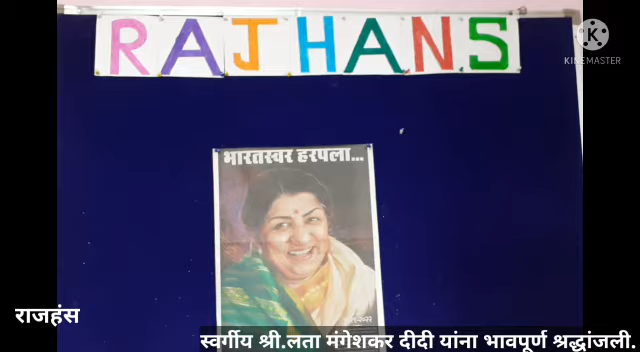 RAJHANS
KINEMASTER
भारतस्वर हरपला...
राजहंस
स्वर्गीय श्री.लता मंगेशकर दीदी यांना भावपूर्ण श्रद्धांजली.